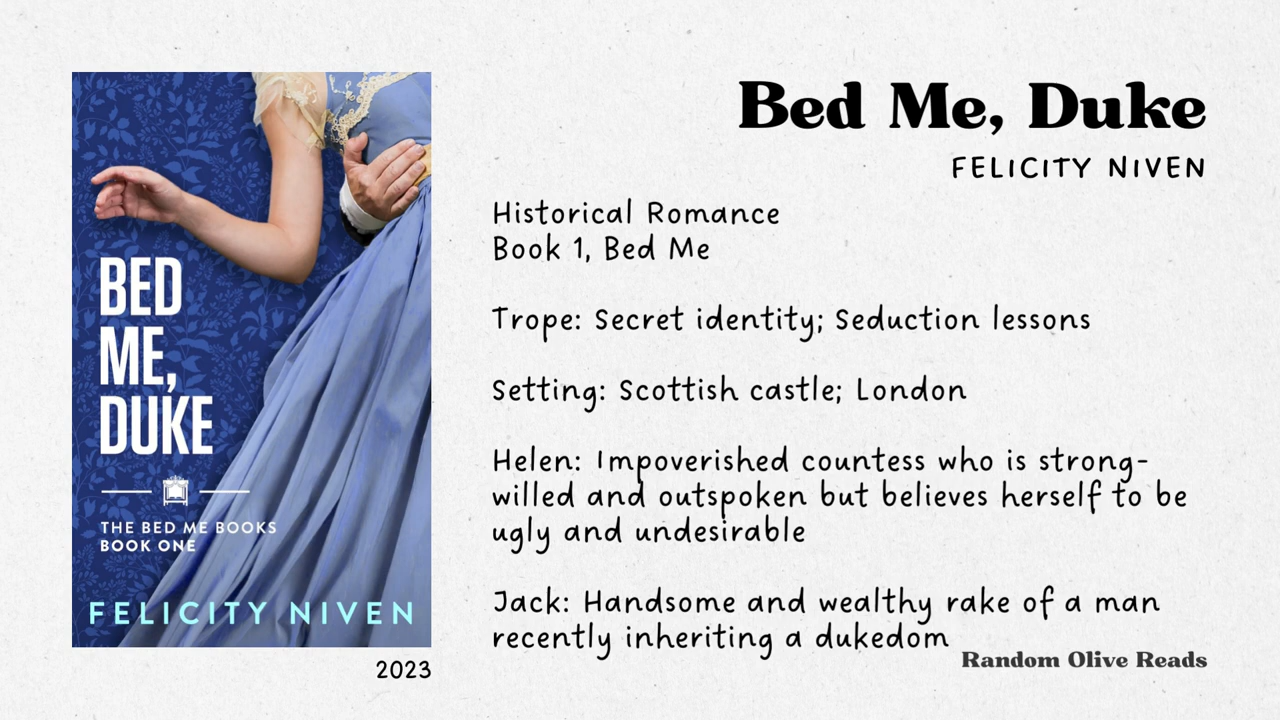 BED
ME,
DUKE
THE BED ME BOOKS
BOOK ONE
FELICITY NIVEN
2023
Bed Me, Duke
FELICITY NIVEN
Historical Romance
Book 1, Bed Me
Trope: Secret identity; Seduction lessons
Setting: Scottish castle; London
Helen: Impoverished countess who is strong-
willed and outspoken but believes herself to be
ugly and undesirable
Jack: Handsome and wealthy rake of a man
recently inheriting a dukedom
Random Olive Reads